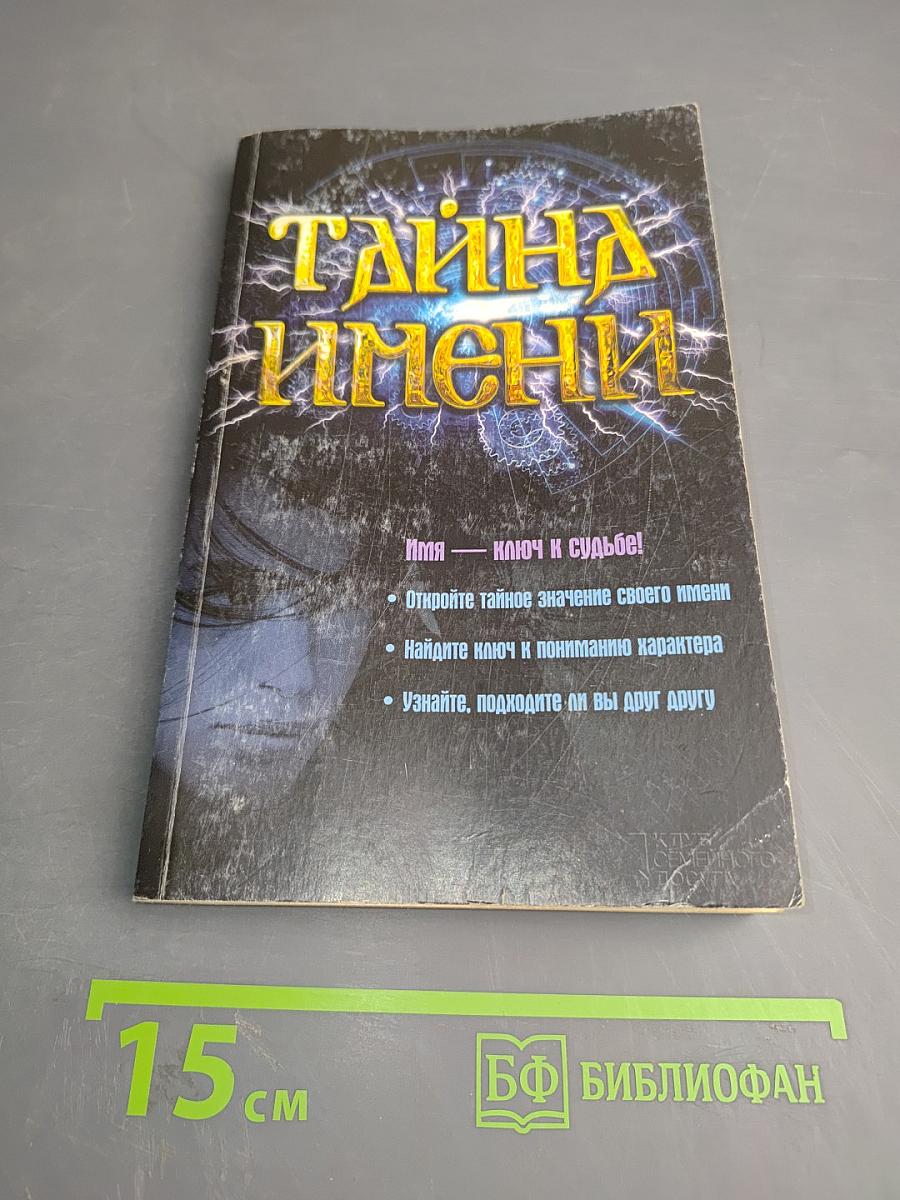 ТАЙНА
ИМЕНИ
Имя — ключ к судьбе!
• Откройте тайное значение своего имени
• Найдите ключ к пониманию характера
• Узнайте, подходите ли вы друг другу
КЛУБ
СЕМЕЙНОГО
ДОСУГА
15 см
БФ БИБЛИОФАН